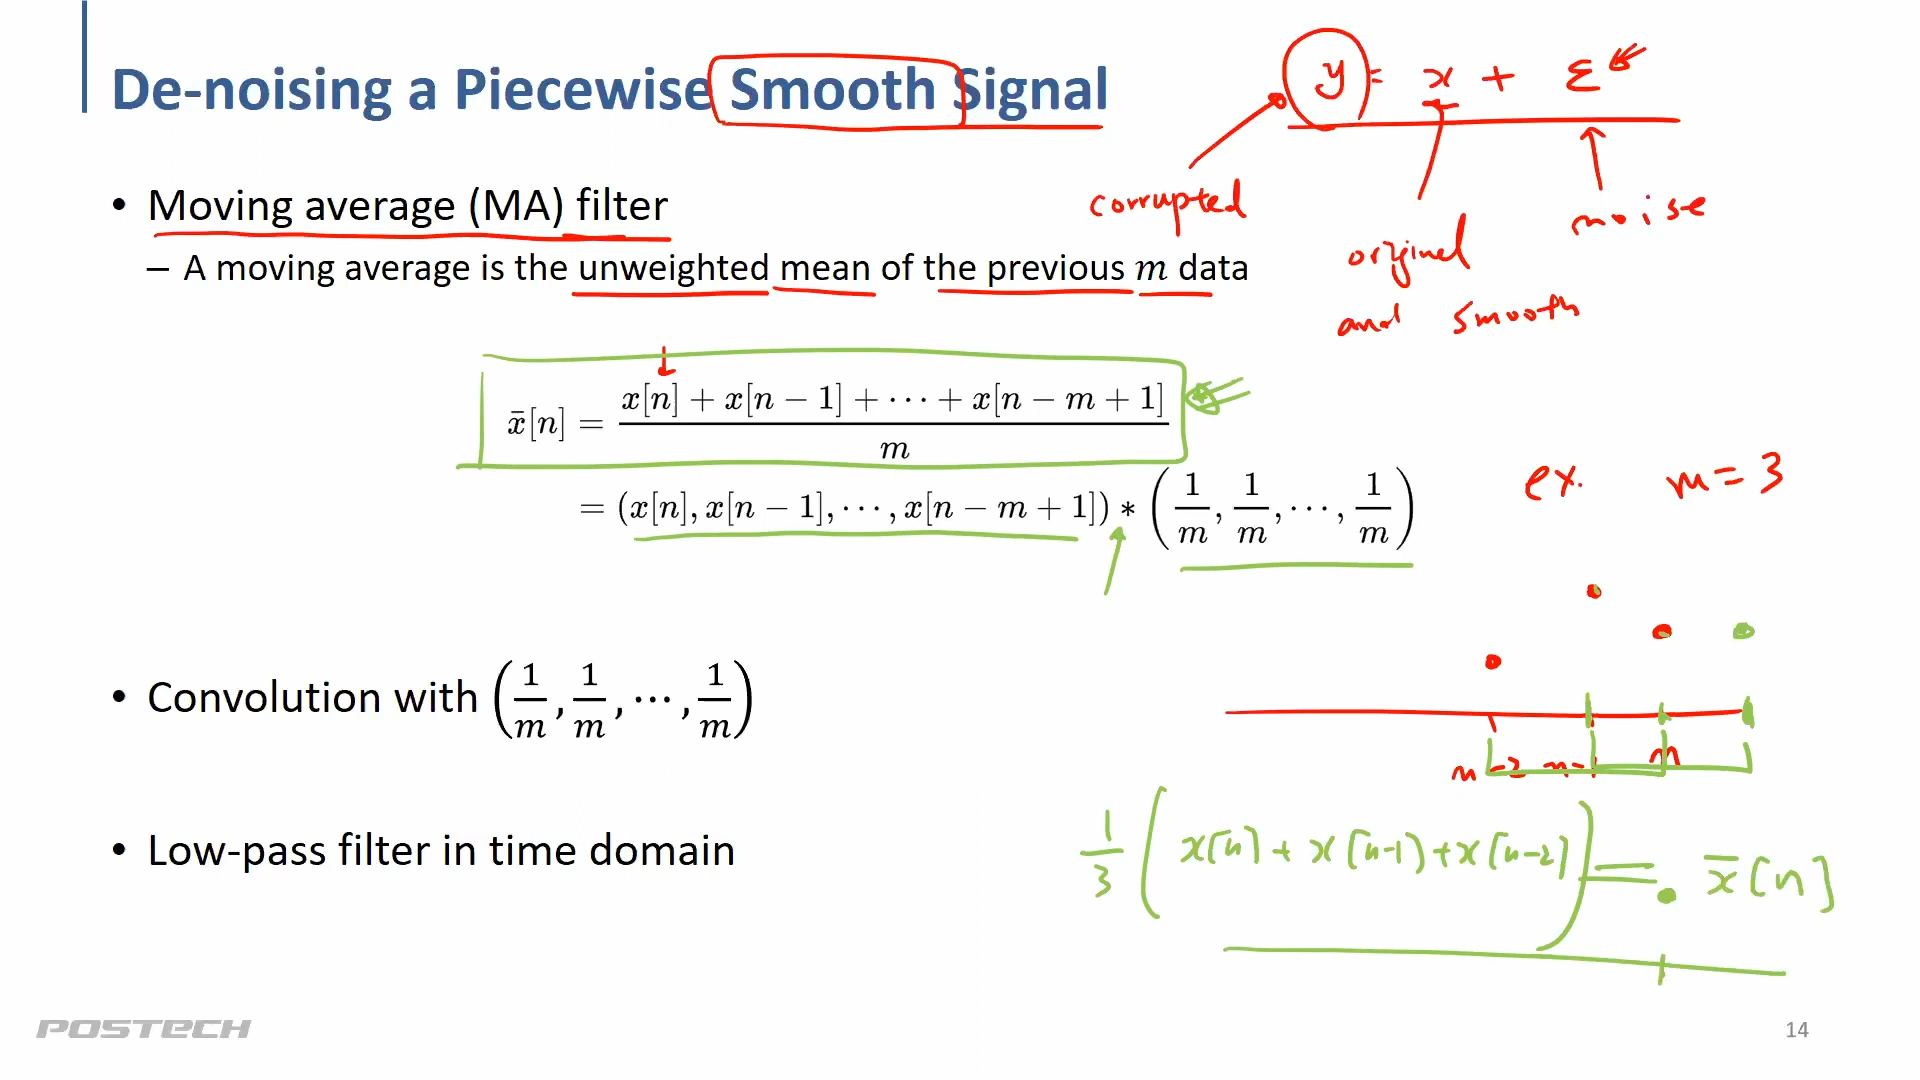 De-noising a Piecewise Smooth Signal
y = x + ε
corrupted
original
and smooth
noise
• Moving average (MA) filter
– A moving average is the unweighted mean of the previous m data
x̄[n] = (x[n] + x[n − 1] + ⋯ + x[n − m + 1]) / m
= (x[n], x[n − 1], ⋯ , x[n − m + 1]) * (1/m, 1/m, ⋯ , 1/m)
ex. m = 3
• Convolution with (1/m, 1/m, ⋯ , 1/m)
n-2 n-1 n
• Low-pass filter in time domain
1/3 (x[n] + x[n-1] + x[n-2]) = x̄[n]
POSTECH
14